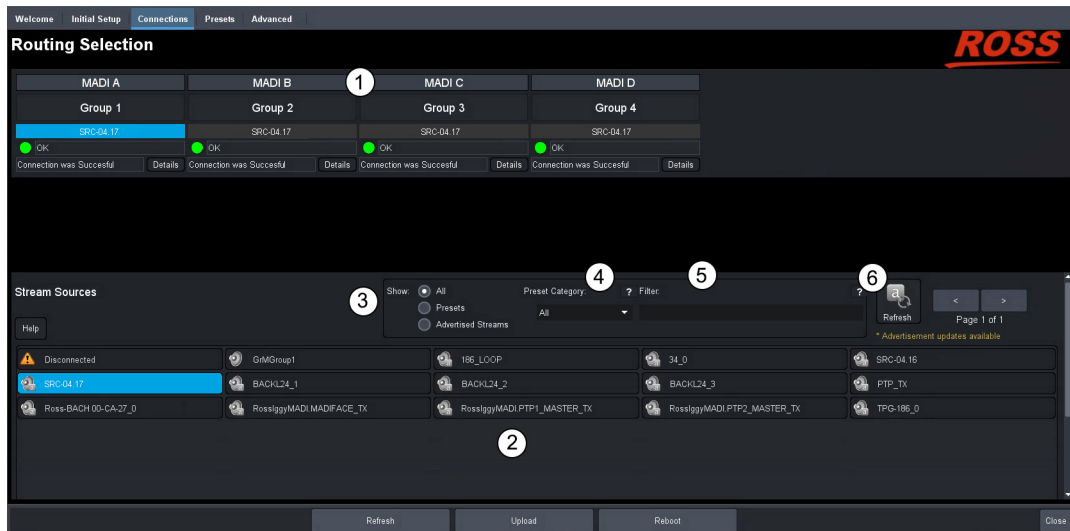 Welcome Initial Setup Connections Presets Advanced
Routing Selection
ROSS
MADI A MADI B 1 MADI C MADI D
Group 1 Group 2 Group 3 Group 4
SRC-04.17 SRC-04.17 SRC-04.17 SRC-04.17
OK OK OK OK
Connection was Succesful Details Connection was Succesful Details Connection was Succesful Details Connection was Succesful Details
Stream Sources
Help
3
Show: All
Presets
Advertised Streams
4
Preset Category: ?
All
5
Filter: ?
6
a
Refresh
< >
Page 1 of 1
* Advertisement updates available
Disconnected GrMGroup1 186_LOOP 34_0 SRC-04.16
SRC-04.17 BACKL24_1 BACKL24_2 BACKL24_3 PTP_TX
Ross-BACH 00-CA-27_0 RossIggyMADI.MADIFACE_TX RossIggyMADI.PTP1_MASTER_TX RossIggyMADI.PTP2_MASTER_TX TPG-186_0
2
Refresh Upload Reboot Close